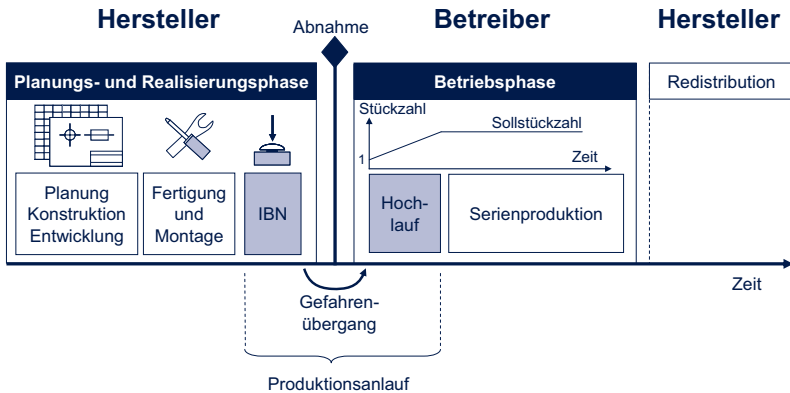 Hersteller
Abnahme
Betreiber
Hersteller
Planungs- und Realisierungsphase
Betriebsphase
Redistribution
Stückzahl
Sollstückzahl
1
Zeit
Planung
Konstruktion
Entwicklung
Fertigung
und
Montage
IBN
Hoch-
lauf
Serienproduktion
Zeit
Gefahren-
übergang
Produktionsanlauf